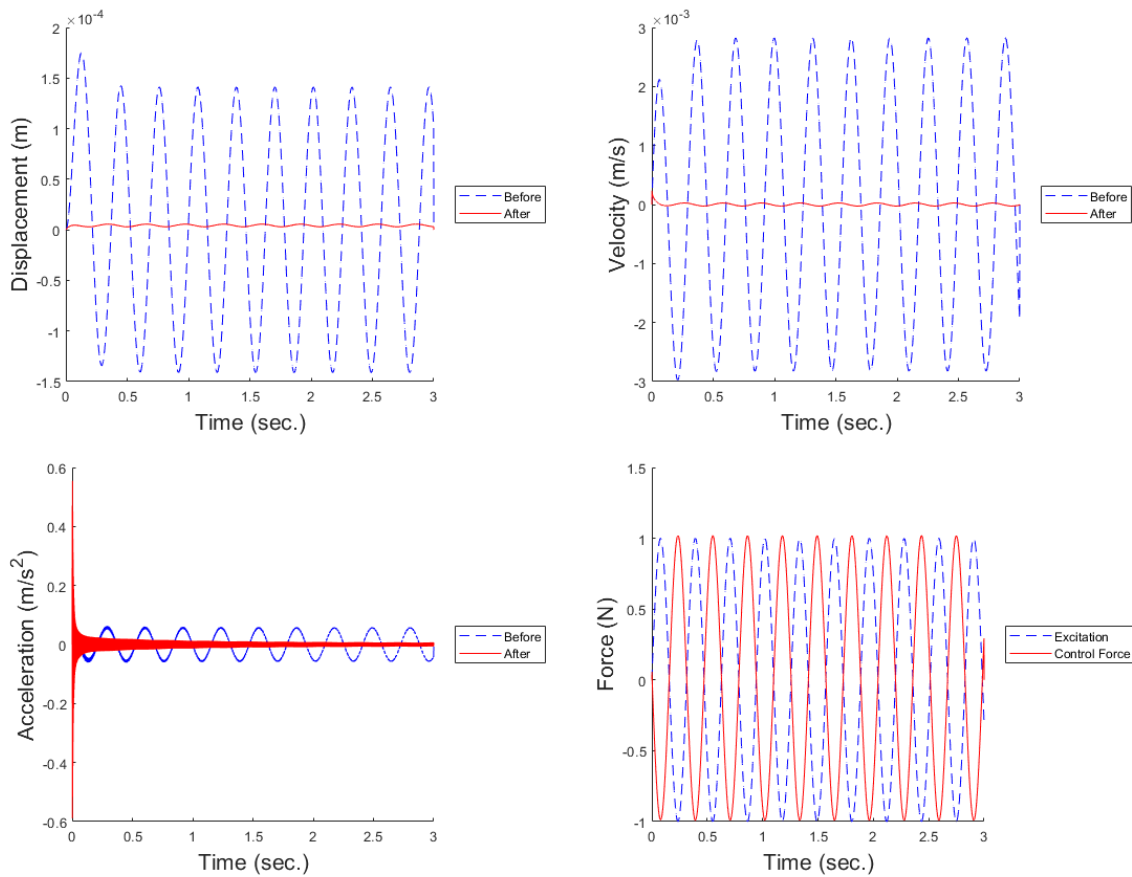 ×10⁻⁴
2
1.5
1
0.5
0
-0.5
-1
-1.5
Displacement (m)
0 0.5 1 1.5 2 2.5 3
Time (sec.)
Before
After
×10⁻³
3
2
1
0
-1
-2
-3
Velocity (m/s)
0 0.5 1 1.5 2 2.5 3
Time (sec.)
Before
After
0.6
0.4
0.2
0
-0.2
-0.4
-0.6
Acceleration (m/s²)
0 0.5 1 1.5 2 2.5 3
Time (sec.)
Before
After
1.5
1
0.5
0
-0.5
-1
Force (N)
0 0.5 1 1.5 2 2.5 3
Time (sec.)
Excitation
Control Force